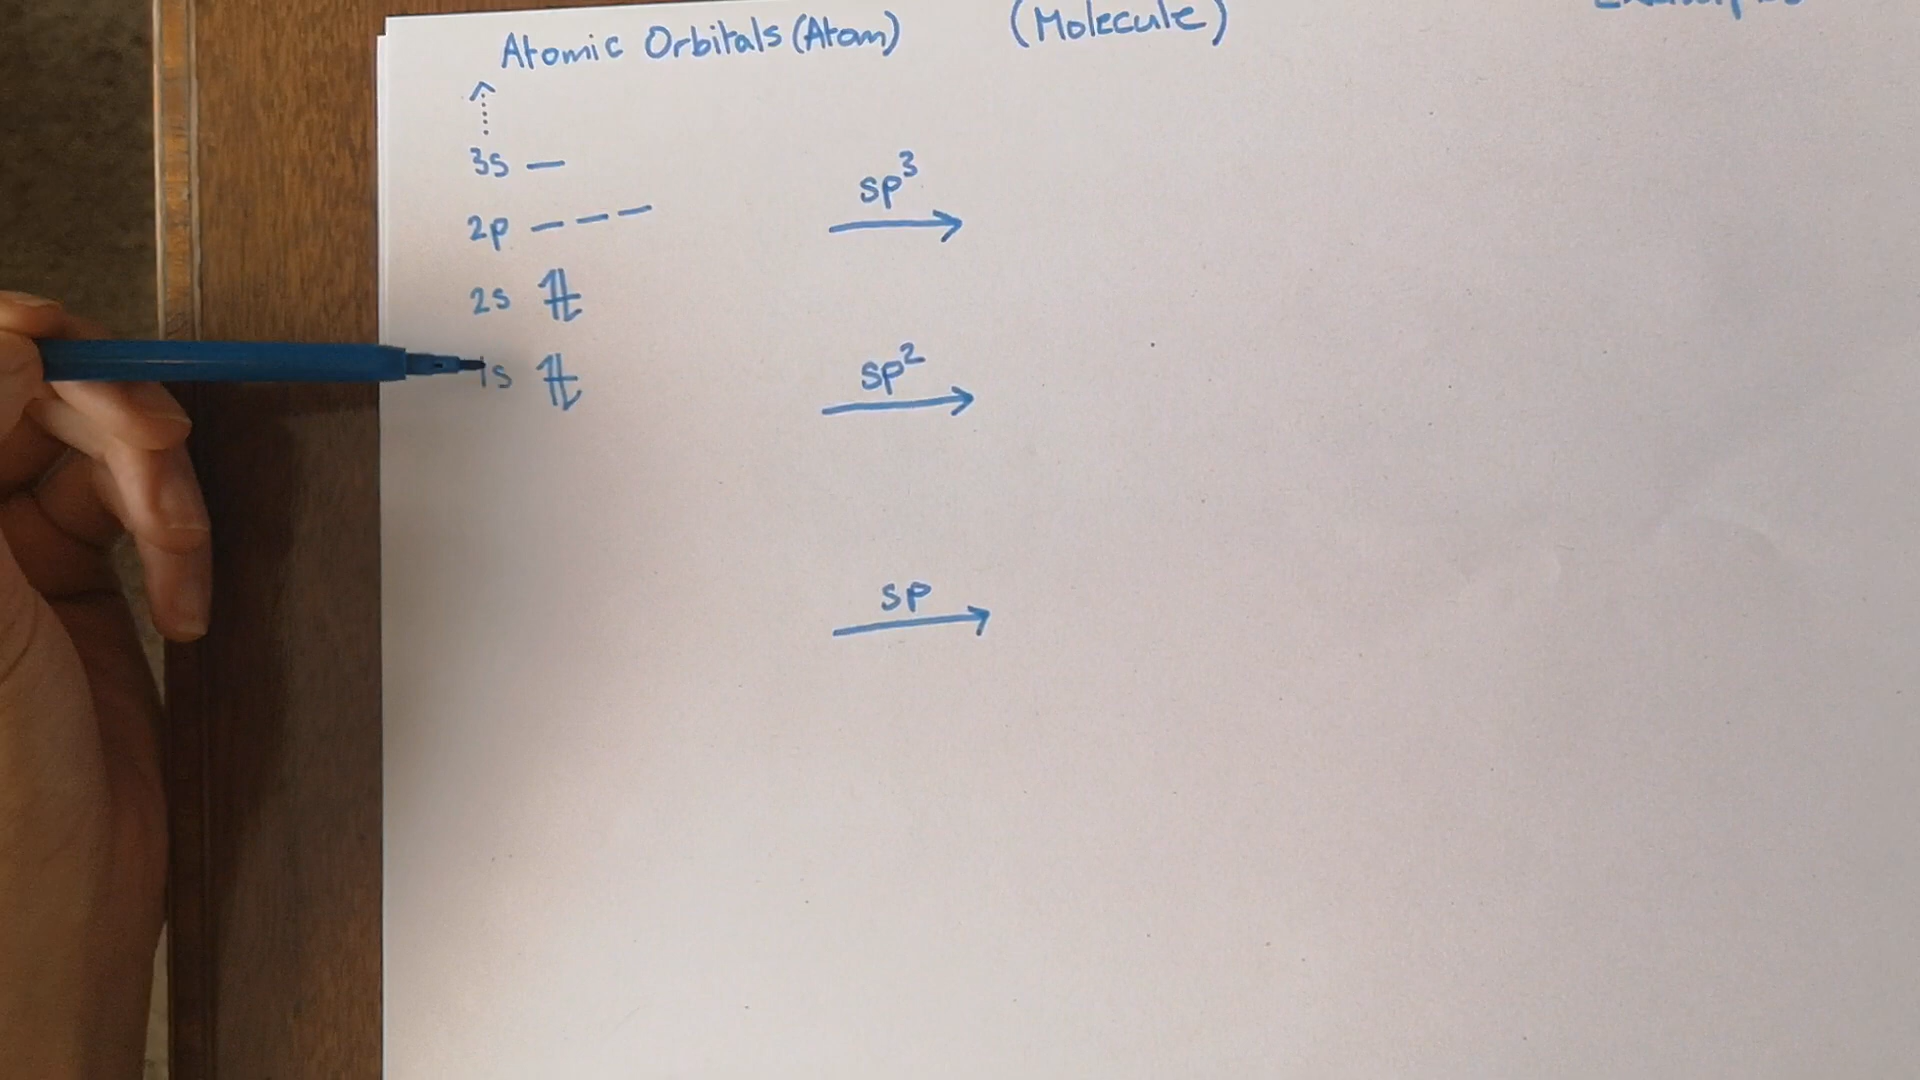 Atomic Orbitals (Atom) (Molecule)
3s
2p
2s
1s
sp³
sp²
sp